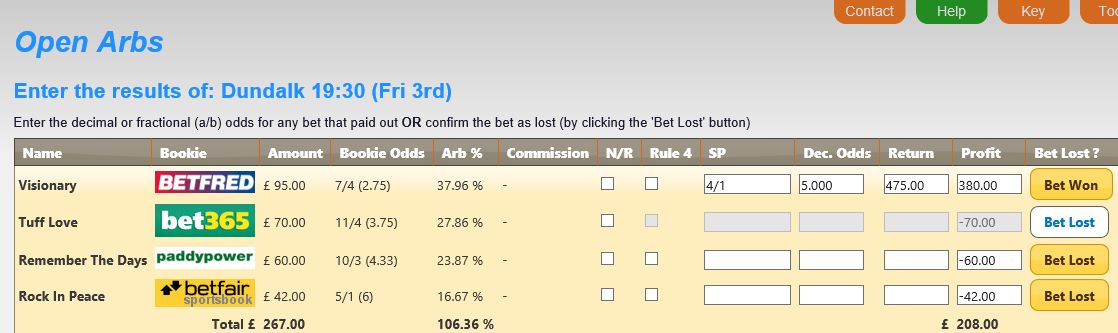 Contact Help Key Too
Open Arbs
Enter the results of: Dundalk 19:30 (Fri 3rd)
Enter the decimal or fractional (a/b) odds for any bet that paid out OR confirm the bet as lost (by clicking the 'Bet Lost' button)
Name Bookie Amount Bookie Odds Arb % Commission N/R Rule 4 SP Dec. Odds Return Profit Bet Lost ?
Visionary BETFRED £ 95.00 7/4 (2.75) 37.96 % - 4/1 5.000 475.00 380.00 Bet Won
Tuff Love bet365 £ 70.00 11/4 (3.75) 27.86 % - -70.00 Bet Lost
Remember The Days paddypower £ 60.00 10/3 (4.33) 23.87 % - -60.00 Bet Lost
Rock In Peace betfair sportsbook £ 42.00 5/1 (6) 16.67 % - -42.00 Bet Lost
Total £ 267.00 106.36 % £ 208.00